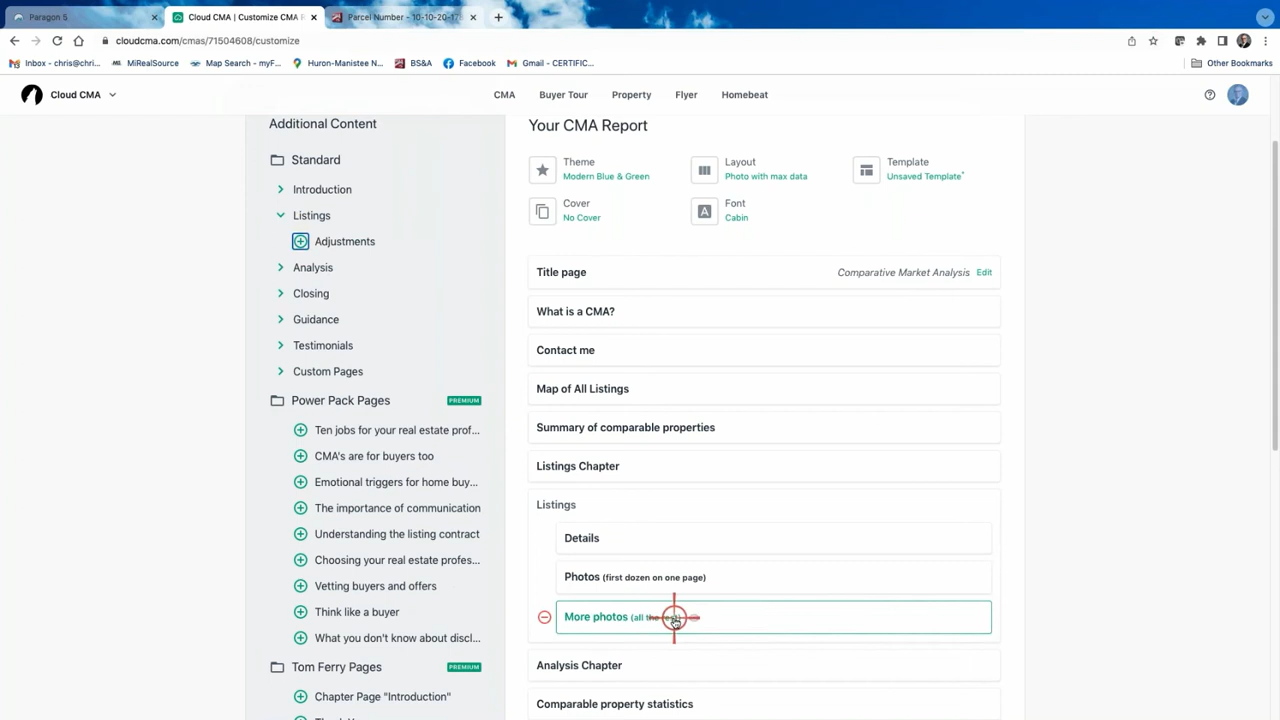 Paragon 5
Cloud CMA | Customize CMA R
Parcel Number - 10-10-20-17
cloudcma.com/cmas/71504608/customize
Inbox - chris@chri...
MiRealSource
Map Search - myF...
Huron-Manistee N...
BS&A
Facebook
Gmail - CERTIFIC...
Other Bookmarks
Cloud CMA
CMA
Buyer Tour
Property
Flyer
Homebeat
Additional Content
Standard
Introduction
Listings
Adjustments
Analysis
Closing
Guidance
Testimonials
Custom Pages
Power Pack Pages
PREMIUM
Ten jobs for your real estate prof...
CMA's are for buyers too
Emotional triggers for home buy...
The importance of communication
Understanding the listing contract
Choosing your real estate profes...
Vetting buyers and offers
Think like a buyer
What you don't know about discl...
Tom Ferry Pages
PREMIUM
Chapter Page "Introduction"
Your CMA Report
Theme
Modern Blue & Green
Layout
Photo with max data
Template
Unsaved Template*
Cover
No Cover
Font
Cabin
Title page
Comparative Market Analysis
Edit
What is a CMA?
Contact me
Map of All Listings
Summary of comparable properties
Listings Chapter
Listings
Details
Photos (first dozen on one page)
More photos (all the rest)
Analysis Chapter
Comparable property statistics